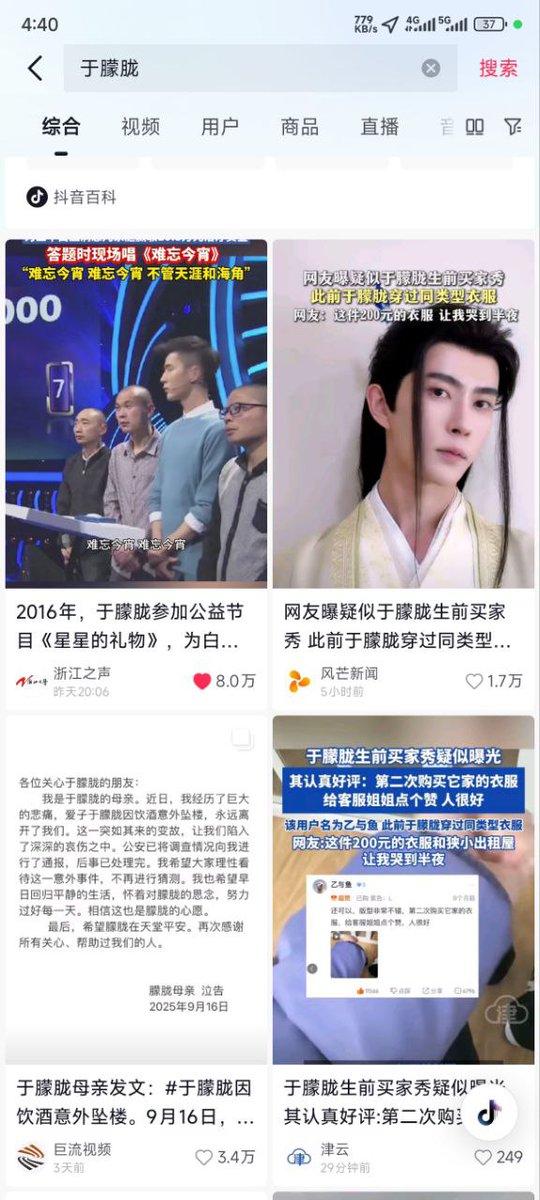 4:40
779
KB/s
4G
5G
37
于朦胧
搜索
综合
视频
用户
商品
直播
抖音百科
答题时现场唱《难忘今宵》
“难忘今宵 难忘今宵 不管天涯和海角”
000
7
难忘今宵 难忘今宵
2016年，于朦胧参加公益节
目《星星的礼物》，为白...
浙江之声
昨天20:06
8.0万
网友曝疑似于朦胧生前买家秀
此前于朦胧穿过同类型衣服
网友：这件200元的衣服 让我哭到半夜
网友曝疑似于朦胧生前买家
秀 此前于朦胧穿过同类型...
风芒新闻
5小时前
1.7万
各位关心于朦胧的朋友：
我是于朦胧的母亲。近日，我经历了巨大
的悲痛，爱子于朦胧因饮酒意外坠楼，永远离
开了我们。这一突如其来的变故，让我们陷入
了深深的哀伤之中。公安已将调查情况向我进
行了通报，后事已处理完。我希望大家理性看
待这一意外事件，不再进行猜测。我也希望早
日回归平静的生活，怀着对朦胧的思念，努力
过好每一天。相信这也是朦胧的心愿。
最后，希望朦胧在天堂平安。再次感谢
所有关心、帮助过我们的人。
朦胧母亲 泣告
2025年9月16日
于朦胧母亲发文：#于朦胧因
饮酒意外坠楼。9月16日，...
巨流视频
3天前
3.4万
于朦胧生前买家秀疑似曝光
其认真好评：第二次购买它家的衣服
给客服姐姐点个赞 人很好
该用户名为乙与鱼 此前于朦胧穿过同类型衣服
网友:这件200元的衣服和狭小出租屋
让我哭到半夜
乙与鱼
还可以，版型非常不错，第二次购买它家的衣
服，给客服姐姐点个赞，人很好
分享
津
于朦胧生前买家秀疑似曝光
其认真好评:第二次购买
津云
29分钟前
249